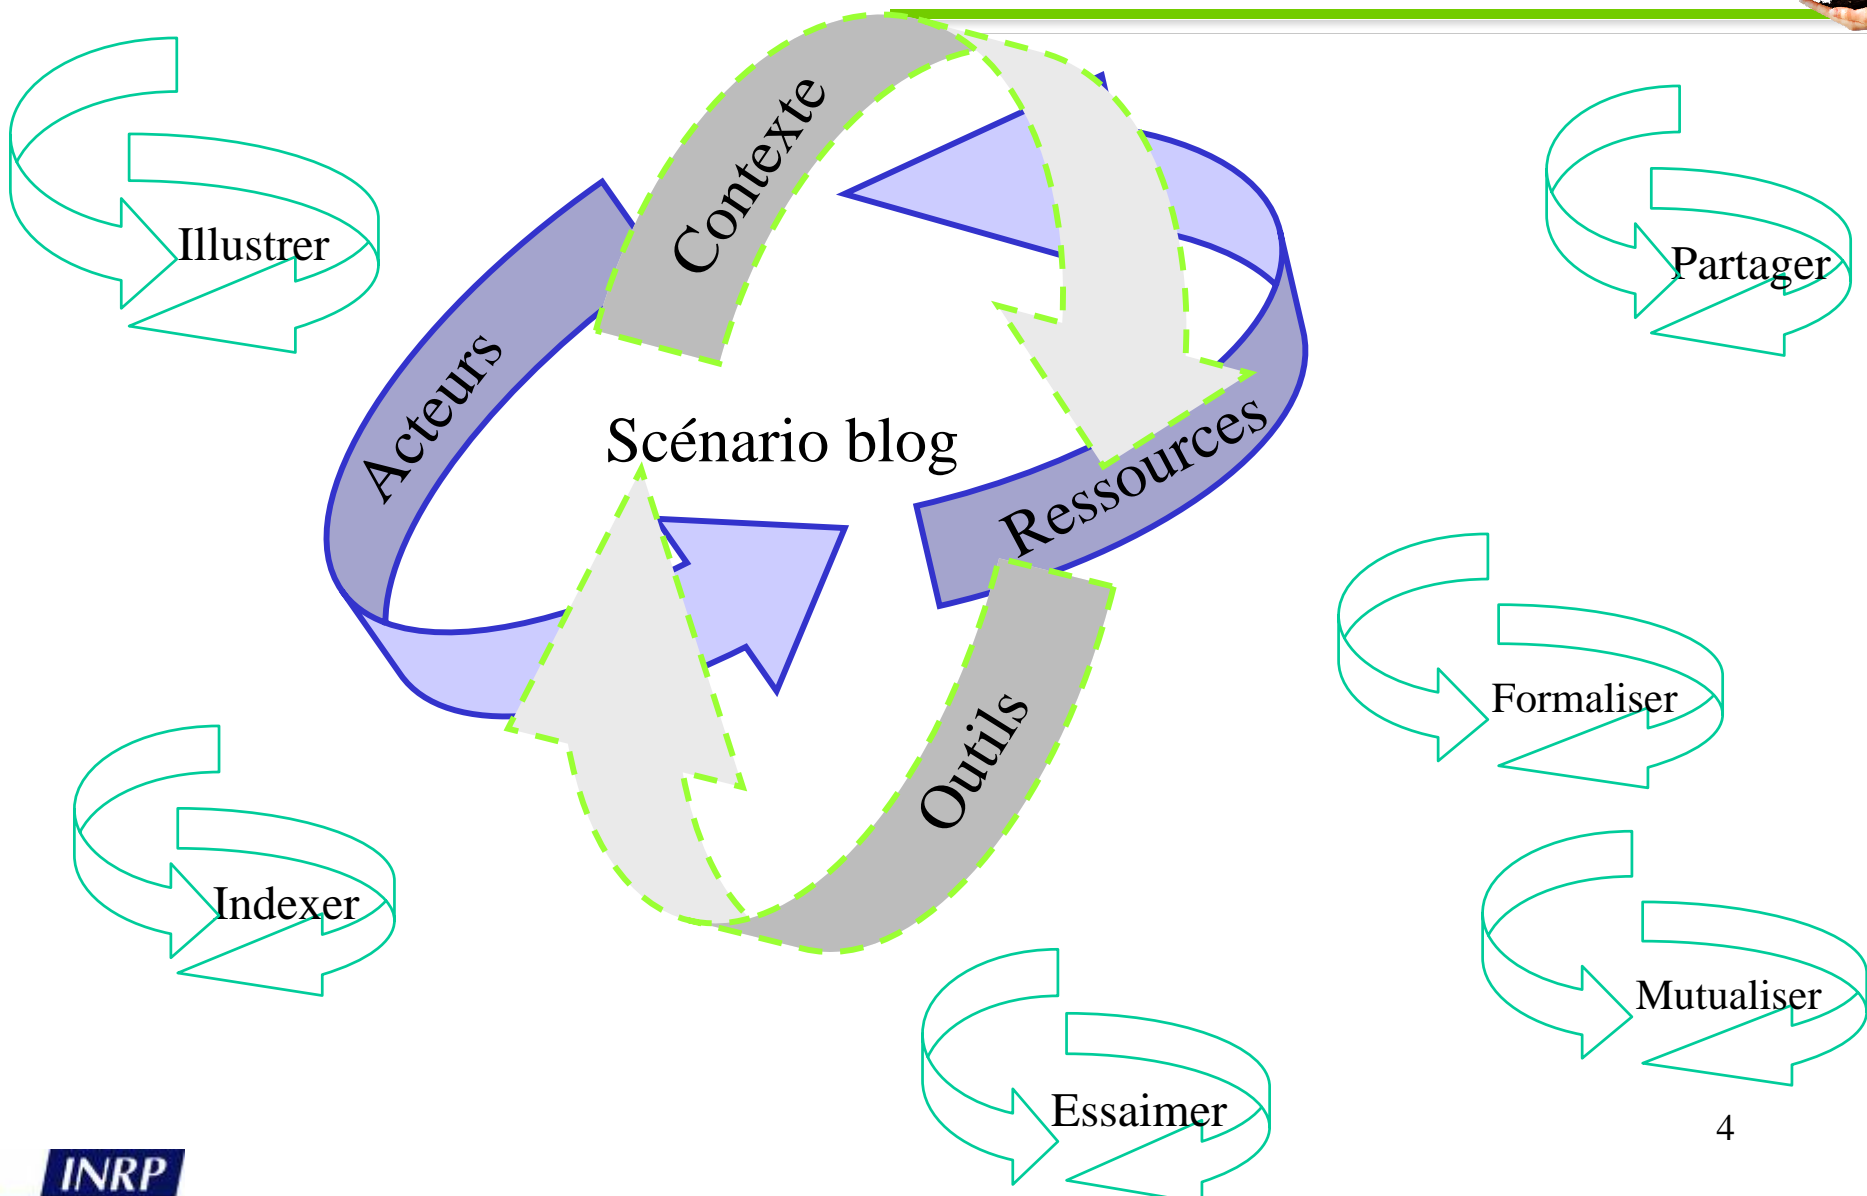 Contexte
Illustrer
Partager
Acteurs
Scénario blog
Ressources
Formaliser
Outils
Indexer
Mutualiser
Essaimer
4
INRP